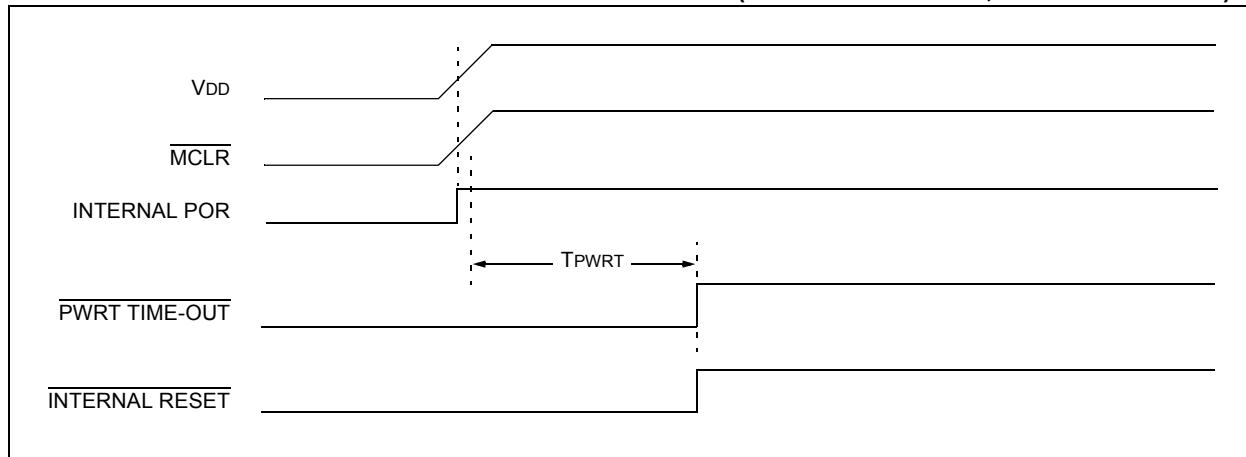 VDD
MCLR
INTERNAL POR
TPWRT
PWRT TIME-OUT
INTERNAL RESET